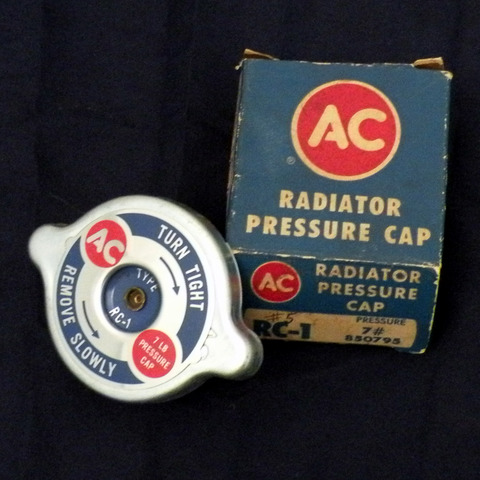 AC
®
RADIATOR
PRESSURE CAP
AC
RADIATOR
PRESSURE
CAP
#5
RC-1
PRESSURE
7#
850795
AC
TURN TIGHT
REMOVE SLOWLY
TYPE
RC-1
7 LB
PRESSURE
CAP